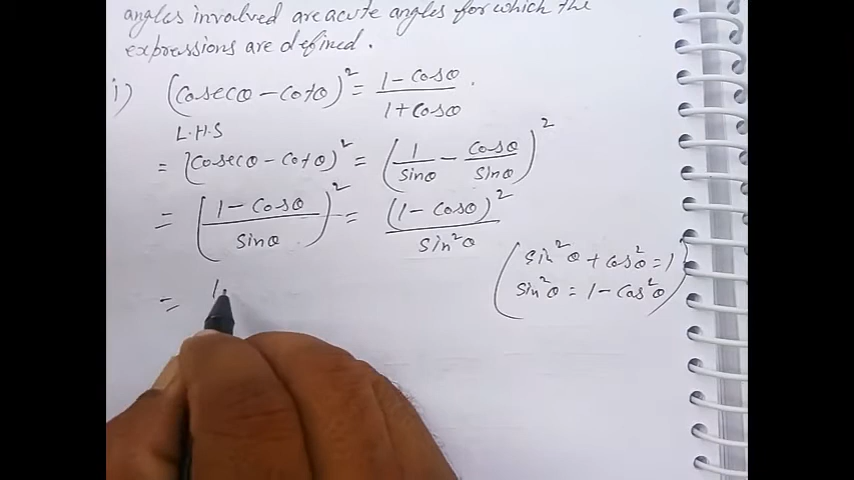 angles involved are acute angles for which the
expressions are defined.
i) (cosecθ - cotθ)² = (1 - cosθ)/(1 + cosθ).
L.H.S
= (cosecθ - cotθ)² = (1/sinθ - cosθ/sinθ)²
= ((1 - cosθ)/sinθ)² = (1 - cosθ)²/sin²θ
(sin²θ + cos²θ = 1
sin²θ = 1 - cos²θ)
= 1